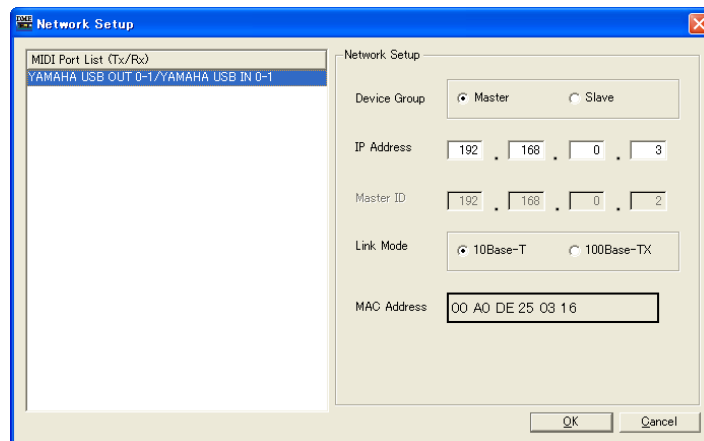 DME Network Setup
MIDI Port List (Tx/Rx)
YAMAHA USB OUT 0-1/YAMAHA USB IN 0-1
Network Setup
Device Group Master Slave
IP Address 192 . 168 . 0 . 3
Master ID 192 . 168 . 0 . 2
Link Mode 10Base-T 100Base-TX
MAC Address 00 A0 DE 25 03 16
OK Cancel